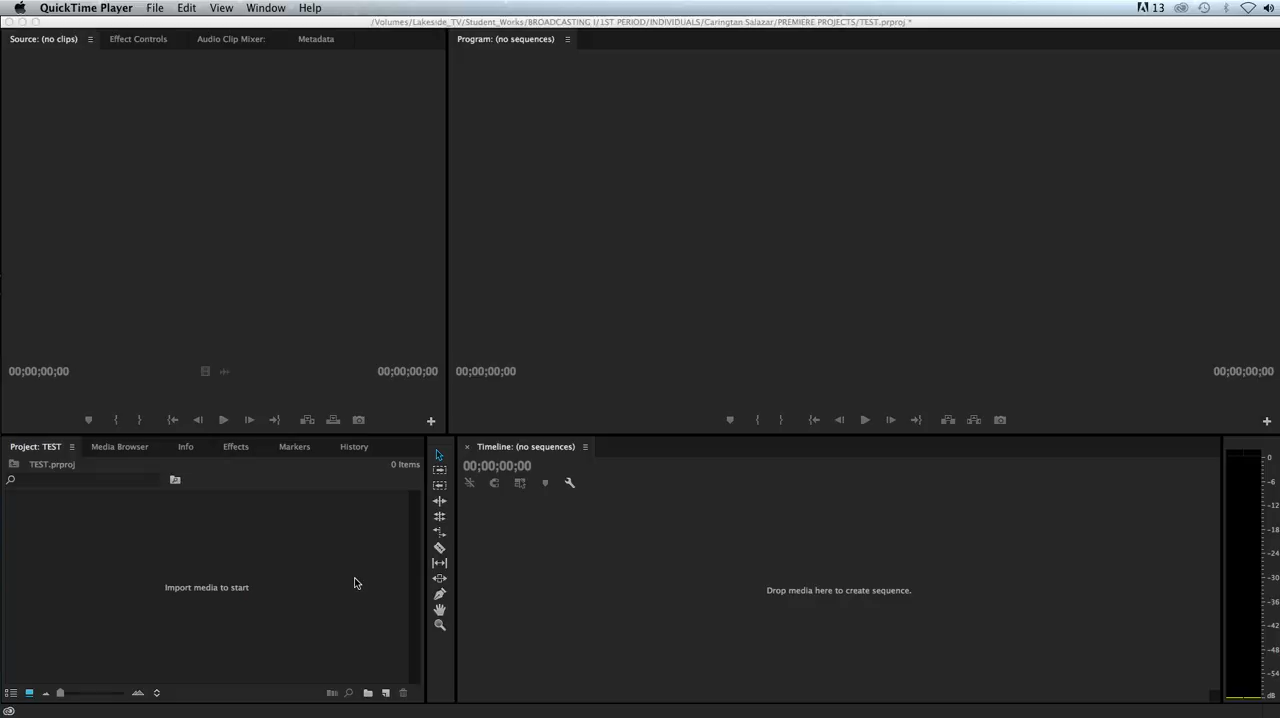 QuickTime Player File Edit View Window Help 13
/Volumes/Lakeside_TV/Student_Works/BROADCASTING I/1ST PERIOD/INDIVIDUALS/Caringtan.Salazar/PREMIERE PROJECTS/TEST.prproj *
Source: (no clips) Effect Controls Audio Clip Mixer: Metadata Program: (no sequences)
00;00;00;00 00;00;00;00 00;00;00;00 00;00;00;00
Project: TEST Media Browser Info Effects Markers History × Timeline: (no sequences)
TEST.prproj 0 Items 00;00;00;00
Import media to start
Drop media here to create sequence.
0
-6
-12
-18
-24
-30
-36
-42
-48
-54
dB